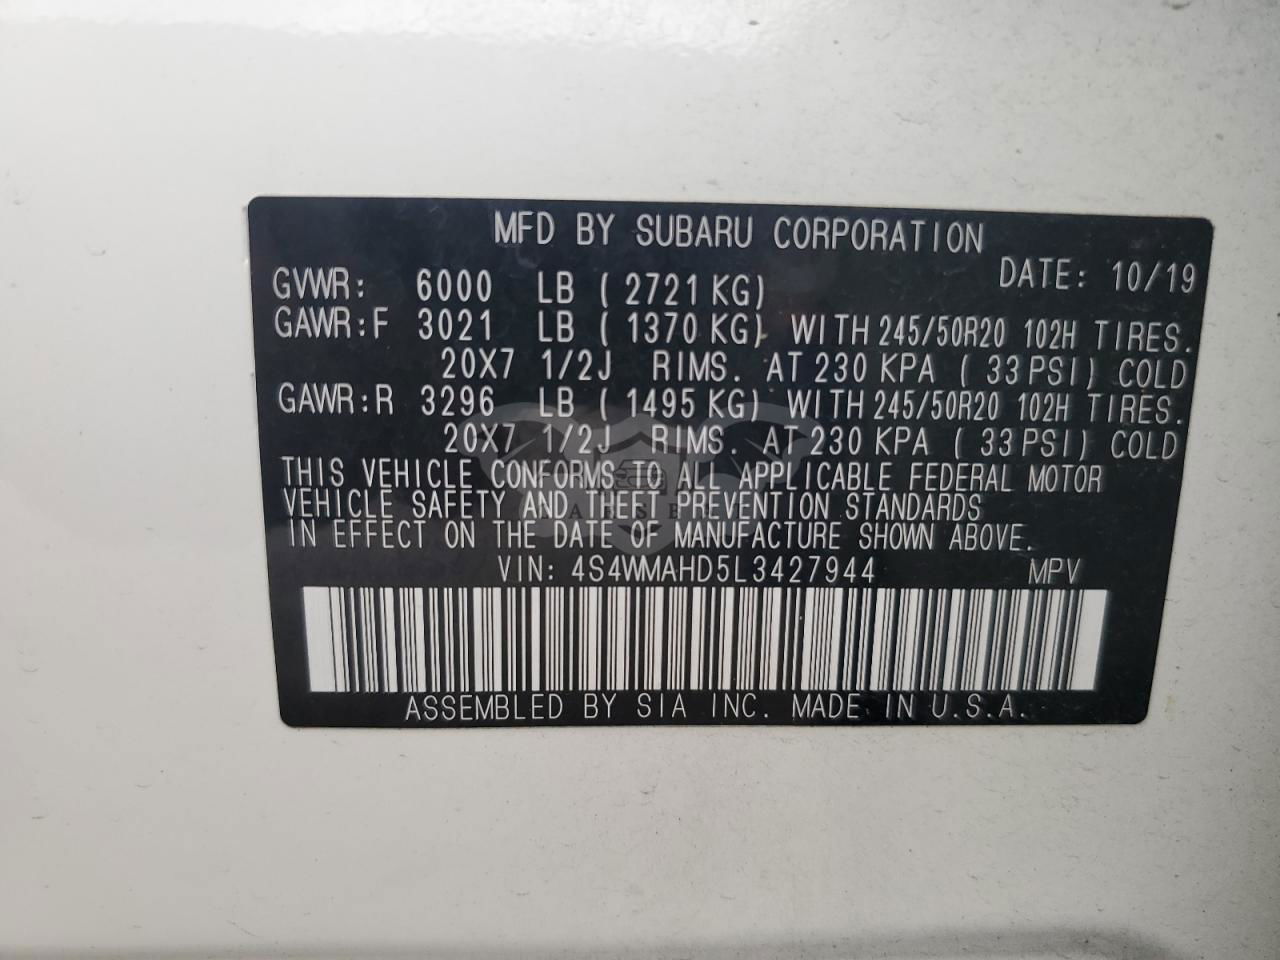 MFD BY SUBARU CORPORATION
DATE: 10/19
GVWR: 6000 LB ( 2721 KG)
GAWR:F 3021 LB ( 1370 KG) WITH 245/50R20 102H TIRES.
20X7 1/2J RIMS. AT 230 KPA ( 33 PSI) COLD
GAWR:R 3296 LB ( 1495 KG) WITH 245/50R20 102H TIRES.
20X7 1/2J RIMS. AT 230 KPA ( 33 PSI) COLD
THIS VEHICLE CONFORMS TO ALL APPLICABLE FEDERAL MOTOR
VEHICLE SAFETY AND THEFT PREVENTION STANDARDS
IN EFFECT ON THE DATE OF MANUFACTURE SHOWN ABOVE.
VIN: 4S4WMAHD5L3427944 MPV
ASSEMBLED BY SIA INC. MADE IN U.S.A.